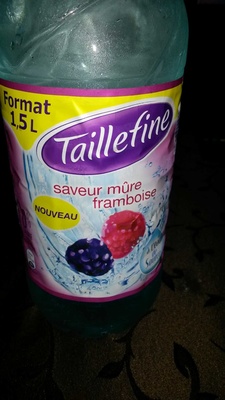 Format
1,5 L
Taillefine
saveur mûre
framboise
NOUVEAU